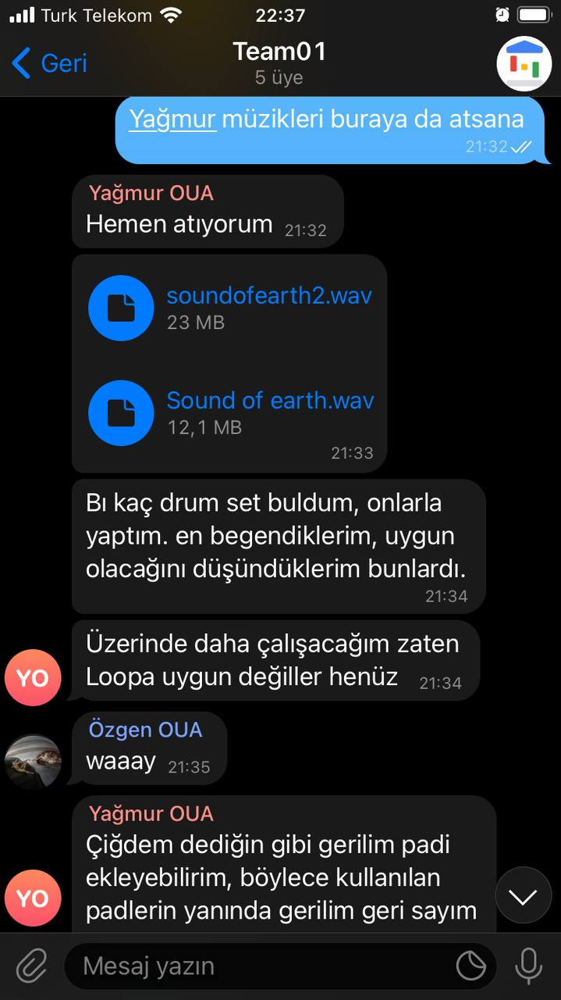 Turk Telekom
22:37
Geri
Team01
5 üye
Yağmur müzikleri buraya da atsana
21:32
Yağmur OUA
Hemen atıyorum 21:32
soundofearth2.wav
23 MB
Sound of earth.wav
12,1 MB
21:33
Bı kaç drum set buldum, onlarla
yaptım. en begendiklerim, uygun
olacağını düşündüklerim bunlardı.
21:34
Üzerinde daha çalışacağım zaten
YO
Loopa uygun değiller henüz 21:34
Özgen OUA
waaay 21:35
Yağmur OUA
Çiğdem dediğin gibi gerilim padi
ekleyebilirim, böylece kullanılan
YO
padlerin yanında gerilim geri sayım
Mesaj yazın